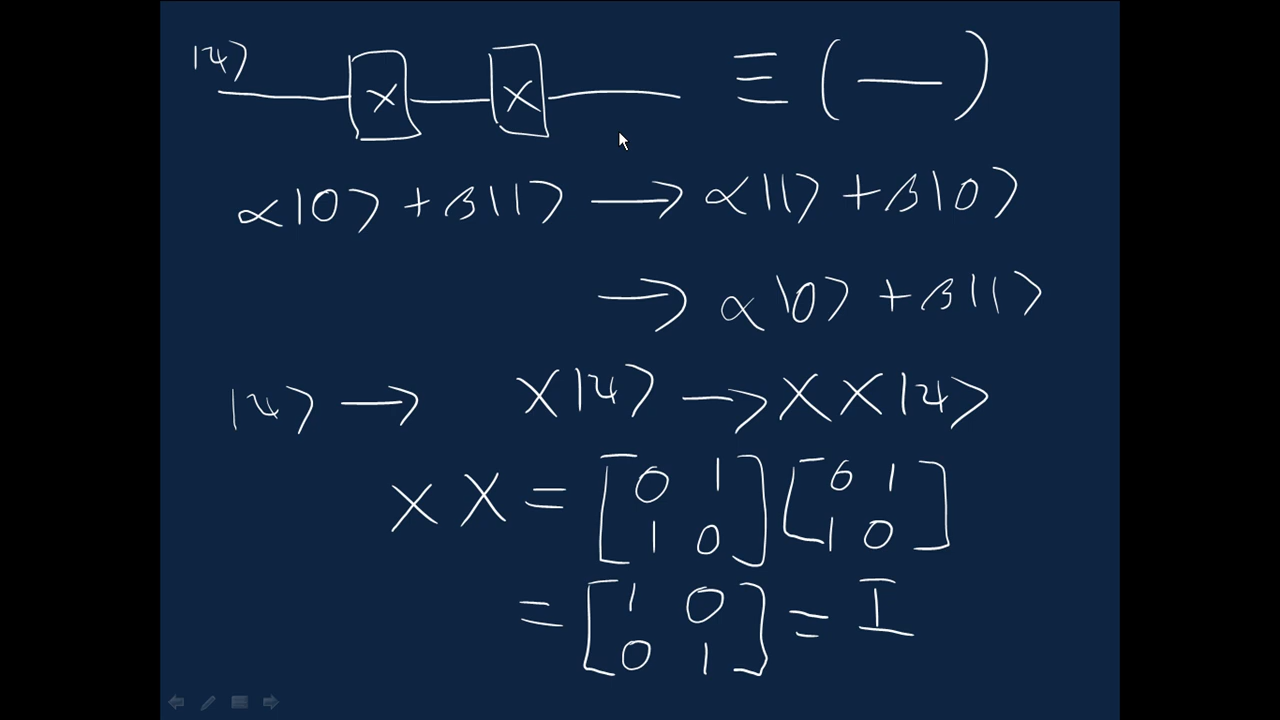 |ψ⟩ —[X]—[X]— ≡ (—)
α|0⟩ + β|1⟩ → α|1⟩ + β|0⟩
→ α|0⟩ + β|1⟩
|ψ⟩ → X|ψ⟩ → XX|ψ⟩
XX = [0 1; 1 0] [0 1; 1 0]
= [1 0; 0 1] = I